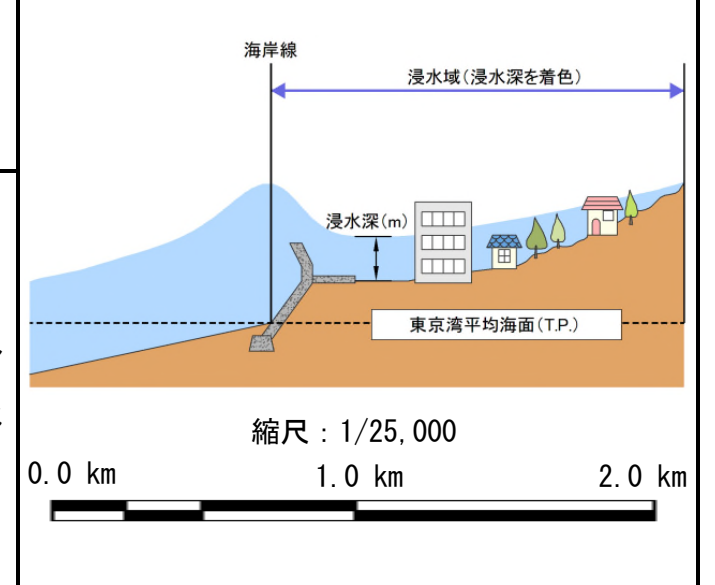 海岸線
浸水域(浸水深を着色)
浸水深(m)
東京湾平均海面(T.P.)
縮尺：1/25,000
0.0 km 1.0 km 2.0 km